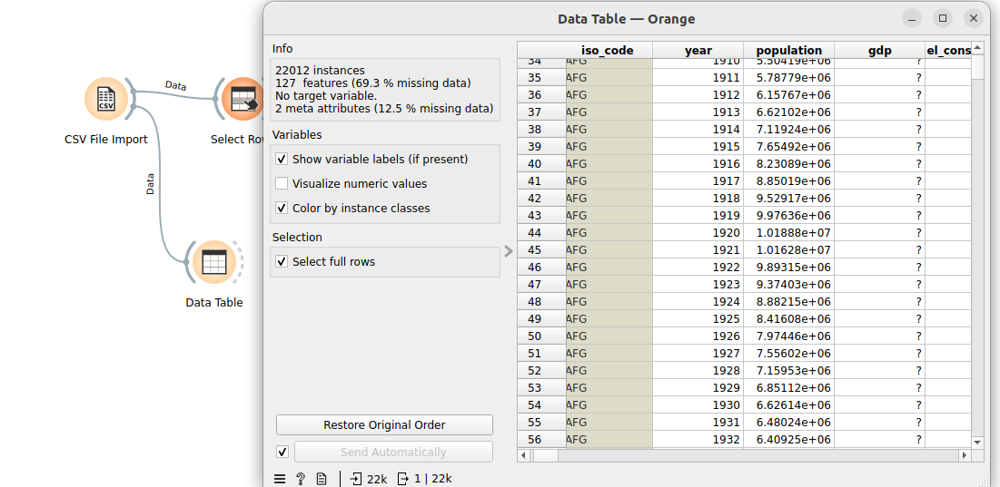 Data Table — Orange
CSV
CSV File Import
Data
Select Ro
Data
Data Table
Info
22012 instances
127 features (69.3 % missing data)
No target variable.
2 meta attributes (12.5 % missing data)
Variables
Show variable labels (if present)
Visualize numeric values
Color by instance classes
Selection
Select full rows
Restore Original Order
Send Automatically
22k
1 | 22k
iso_code year population gdp el_cons
34 AFG 1910 5.50419e+06 ?
35 AFG 1911 5.78779e+06 ?
36 AFG 1912 6.15767e+06 ?
37 AFG 1913 6.62102e+06 ?
38 AFG 1914 7.11924e+06 ?
39 AFG 1915 7.65492e+06 ?
40 AFG 1916 8.23089e+06 ?
41 AFG 1917 8.85019e+06 ?
42 AFG 1918 9.52917e+06 ?
43 AFG 1919 9.97636e+06 ?
44 AFG 1920 1.01888e+07 ?
45 AFG 1921 1.01628e+07 ?
46 AFG 1922 9.89315e+06 ?
47 AFG 1923 9.37403e+06 ?
48 AFG 1924 8.88215e+06 ?
49 AFG 1925 8.41608e+06 ?
50 AFG 1926 7.97446e+06 ?
51 AFG 1927 7.55602e+06 ?
52 AFG 1928 7.15953e+06 ?
53 AFG 1929 6.85112e+06 ?
54 AFG 1930 6.62614e+06 ?
55 AFG 1931 6.48024e+06 ?
56 AFG 1932 6.40925e+06 ?